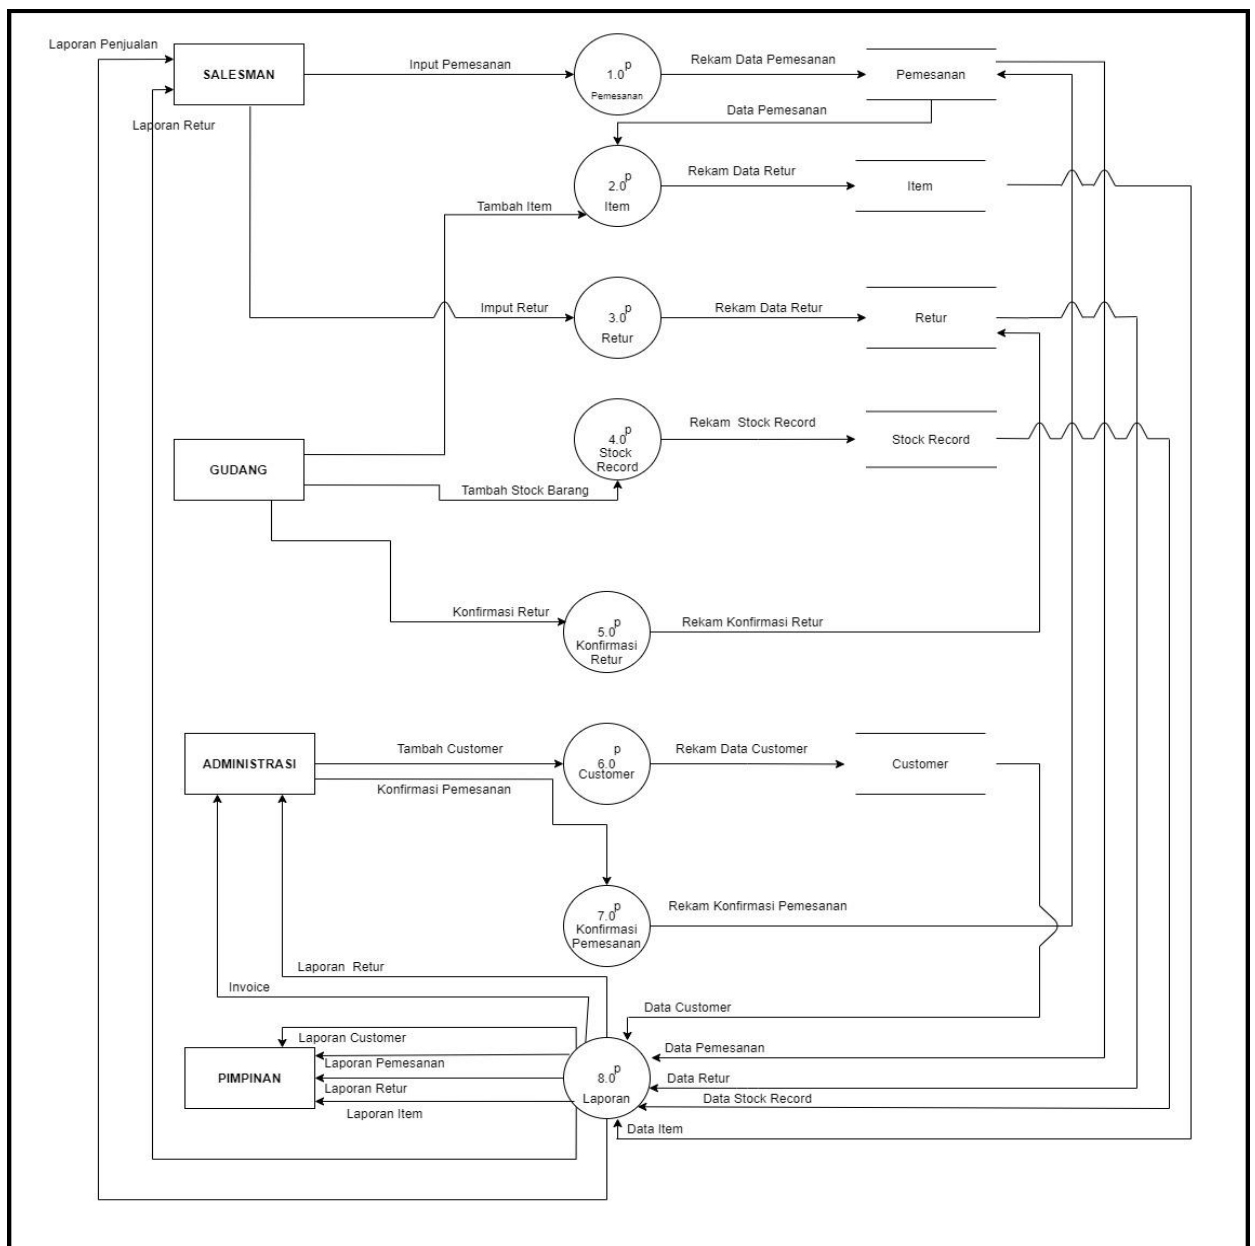 Laporan Penjualan
SALESMAN
Input Pemesanan
1.0
p
Pemesanan
Rekam Data Pemesanan
Pemesanan
Laporan Retur
Data Pemesanan
2.0
p
Item
Rekam Data Retur
Item
Tambah Item
Imput Retur
3.0
p
Retur
Rekam Data Retur
Retur
GUDANG
4.0
p
Stock
Record
Rekam  Stock Record
Stock Record
Tambah Stock Barang
Konfirmasi Retur
5.0
p
Konfirmasi
Retur
Rekam Konfirmasi Retur
ADMINISTRASI
Tambah Customer
6.0
p
Customer
Rekam Data Customer
Customer
Konfirmasi Pemesanan
7.0
p
Konfirmasi
Pemesanan
Rekam Konfirmasi Pemesanan
Laporan  Retur
Invoice
Data Customer
Laporan Customer
PIMPINAN
Laporan Pemesanan
Laporan Retur
Laporan Item
8.0
p
Laporan
Data Pemesanan
Data Retur
Data Stock Record
Data Item